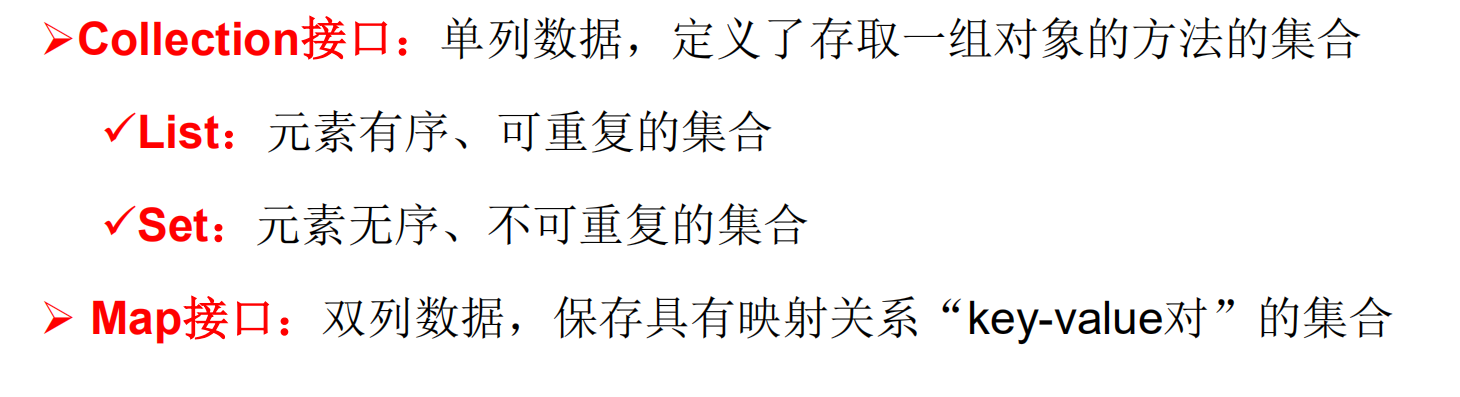 ➢Collection接口：单列数据，定义了存取一组对象的方法的集合
✓List：元素有序、可重复的集合
✓Set：元素无序、不可重复的集合
➢ Map接口：双列数据，保存具有映射关系“key-value对”的集合